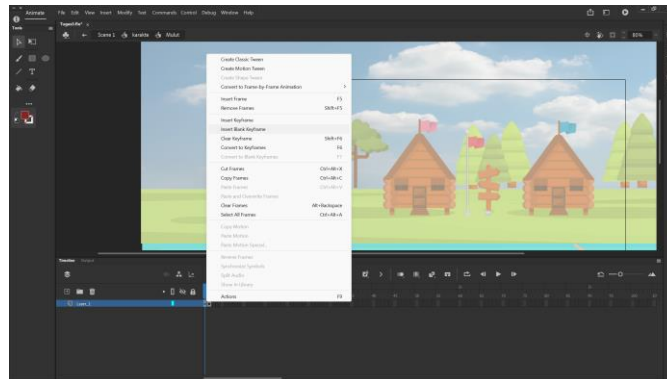 Animate
File Edit View Insert Modify Text Commands Control Debug Window Help
Tools
Scene 1
Mulut
Create Classic Tween
Create Motion Tween
Create Shape Tween
Convert to Frame-by-Frame Animation
Insert Frame F5
Remove Frames Shift+F5
Insert Keyframe
Insert Blank Keyframe
Clear Keyframe Shift+F6
Convert to Keyframes F6
Convert to Blank Keyframes F7
Cut Frames Ctrl+Alt+X
Copy Frames Ctrl+Alt+C
Paste Frames Ctrl+Alt+V
Paste and Overwrite Frames
Clear Frames Alt+Backspace
Select All Frames Ctrl+Alt+A
Copy Motion
Paste Motion
Paste Motion Special
Reverse Frames
Synchronize Symbols
Split Audio
Show in Library
Actions F9
Timeline Output